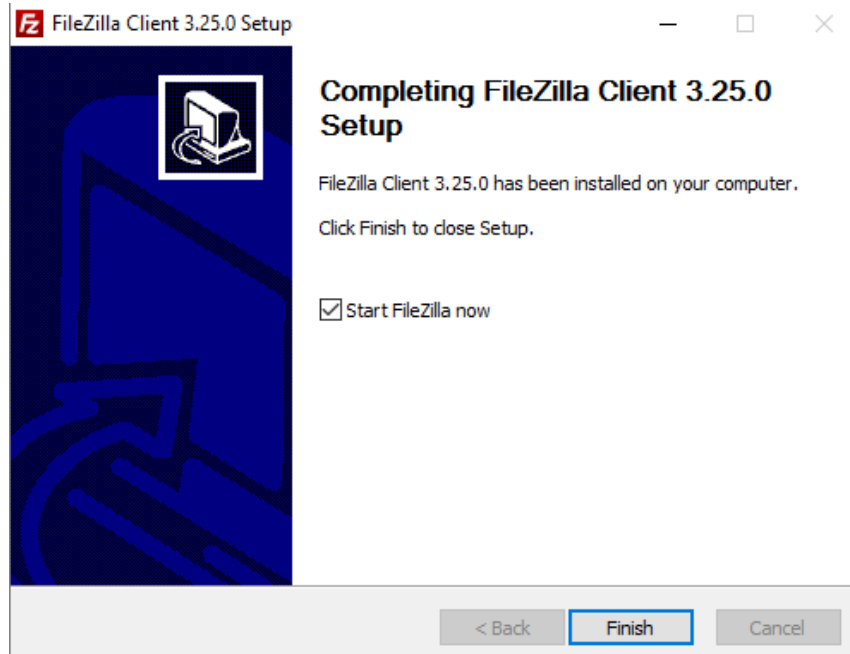 FileZilla Client 3.25.0 Setup
Completing FileZilla Client 3.25.0
Setup
FileZilla Client 3.25.0 has been installed on your computer.
Click Finish to close Setup.
Start FileZilla now
< Back Finish Cancel